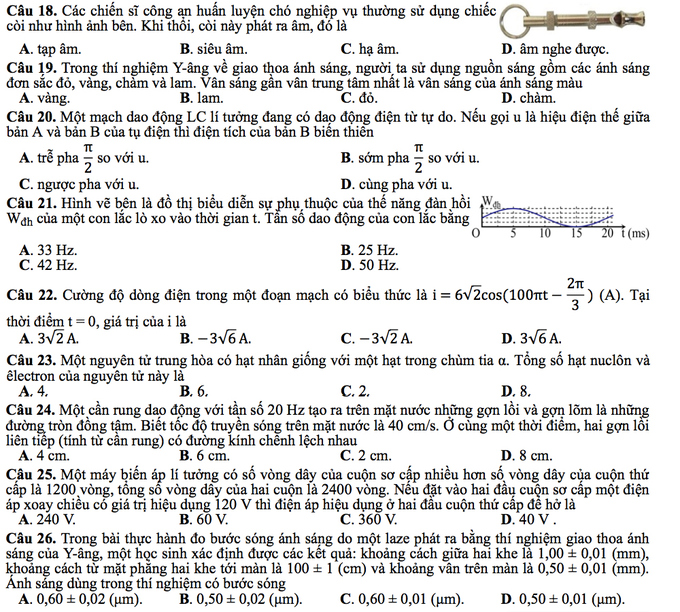 Câu 18. Các chiến sĩ công an huấn luyện chó nghiệp vụ thường sử dụng chiếc
còi như hình ảnh bên. Khi thổi, còi này phát ra âm, đó là
A. tạp âm. B. siêu âm. C. hạ âm. D. âm nghe được.
Câu 19. Trong thí nghiệm Y-âng về giao thoa ánh sáng, người ta sử dụng nguồn sáng gồm các ánh sáng
đơn sắc đỏ, vàng, chàm và lam. Vân sáng gần vân trung tâm nhất là vân sáng của ánh sáng màu
A. vàng. B. lam. C. đỏ. D. chàm.
Câu 20. Một mạch dao động LC lí tưởng đang có dao động điện từ tự do. Nếu gọi u là hiệu điện thế giữa
bản A và bản B của tụ điện thì điện tích của bản B biến thiên
A. trễ pha π/2 so với u. B. sớm pha π/2 so với u.
C. ngược pha với u. D. cùng pha với u.
Câu 21. Hình vẽ bên là đồ thị biểu diễn sự phụ thuộc của thế năng đàn hồi
Wđh của một con lắc lò xo vào thời gian t. Tần số dao động của con lắc bằng
Wđh
O 5 10 15 20 t (ms)
A. 33 Hz. B. 25 Hz.
C. 42 Hz. D. 50 Hz.
Câu 22. Cường độ dòng điện trong một đoạn mạch có biểu thức là i = 6√2cos(100πt − 2π/3) (A). Tại
thời điểm t = 0, giá trị của i là
A. 3√2 A. B. −3√6 A. C. −3√2 A. D. 3√6 A.
Câu 23. Một nguyên tử trung hòa có hạt nhân giống với một hạt trong chùm tia α. Tổng số hạt nuclôn và
êlectron của nguyên tử này là
A. 4. B. 6. C. 2. D. 8.
Câu 24. Một cần rung dao động với tần số 20 Hz tạo ra trên mặt nước những gợn lồi và gợn lõm là những
đường tròn đồng tâm. Biết tốc độ truyền sóng trên mặt nước là 40 cm/s. Ở cùng một thời điểm, hai gợn lồi
liên tiếp (tính từ cần rung) có đường kính chênh lệch nhau
A. 4 cm. B. 6 cm. C. 2 cm. D. 8 cm.
Câu 25. Một máy biến áp lí tưởng có số vòng dây của cuộn sơ cấp nhiều hơn số vòng dây của cuộn thứ
cấp là 1200 vòng, tổng số vòng dây của hai cuộn là 2400 vòng. Nếu đặt vào hai đầu cuộn sơ cấp một điện
áp xoay chiều có giá trị hiệu dụng 120 V thì điện áp hiệu dụng ở hai đầu cuộn thứ cấp để hở là
A. 240 V. B. 60 V. C. 360 V. D. 40 V .
Câu 26. Trong bài thực hành đo bước sóng ánh sáng do một laze phát ra bằng thí nghiệm giao thoa ánh
sáng của Y-âng, một học sinh xác định được các kết quả: khoảng cách giữa hai khe là 1,00 ± 0,01 (mm),
khoảng cách từ mặt phẳng hai khe tới màn là 100 ± 1 (cm) và khoảng vân trên màn là 0,50 ± 0,01 (mm).
Ánh sáng dùng trong thí nghiệm có bước sóng
A. 0,60 ± 0,02 (μm). B. 0,50 ± 0,02 (μm). C. 0,60 ± 0,01 (μm). D. 0,50 ± 0,01 (μm).